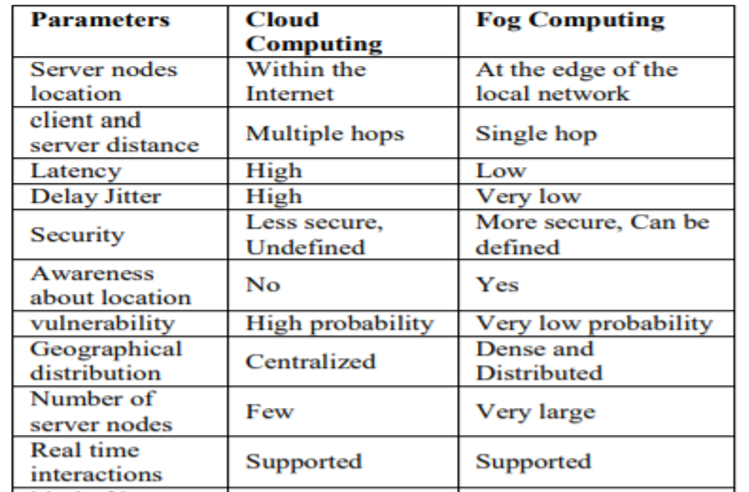 Parameters Cloud Computing Fog Computing
Server nodes location Within the Internet At the edge of the local network
client and server distance Multiple hops Single hop
Latency High Low
Delay Jitter High Very low
Security Less secure, Undefined More secure, Can be defined
Awareness about location No Yes
vulnerability High probability Very low probability
Geographical distribution Centralized Dense and Distributed
Number of server nodes Few Very large
Real time interactions Supported Supported